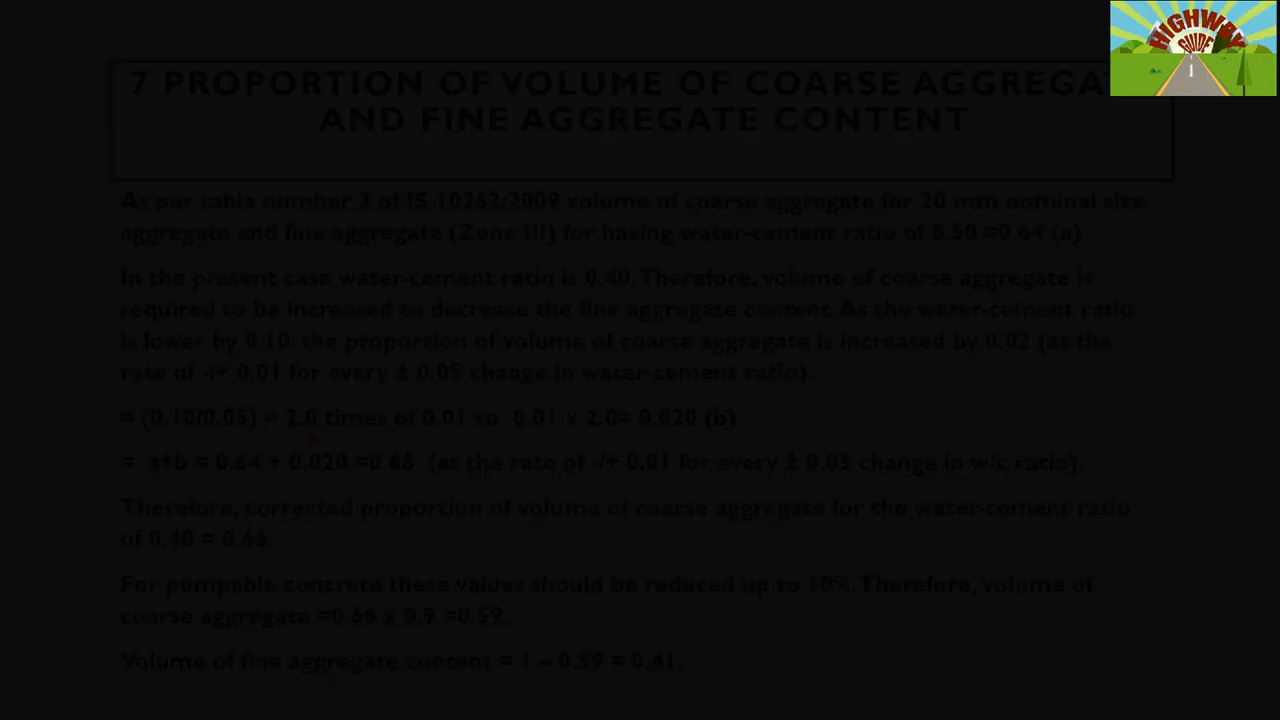 HIGHWAY
GUIDE
7 PROPORTION OF VOLUME OF COARSE AGGREGAT
AND FINE AGGREGATE CONTENT
As per table number 3 of IS 10262:2009 volume of coarse aggregate for 20 mm nominal size
aggregate and fine aggregate (Zone III) for having water-cement ratio of 0.50 =0.64 (a)
In the present case water-cement ratio is 0.40. Therefore, volume of coarse aggregate is
required to be increased to decrease the fine aggregate content. As the water-cement ratio
is lower by 0.10. the proportion of volume of coarse aggregate is increased by 0.02 (at the
rate of -/+ 0.01 for every ± 0.05 change in water-cement ratio).
= (0.10/0.05) = 2.0 times of 0.01 so 0.01 x 2.0= 0.020 (b)
= a+b = 0.64 + 0.020 =0.66 (at the rate of -/+ 0.01 for every ± 0.05 change in w/c ratio).
Therefore, corrected proportion of volume of coarse aggregate for the water-cement ratio
of 0.40 = 0.66.
For pumpable concrete these values should be reduced up to 10%. Therefore, volume of
coarse aggregate =0.66 x 0.9 =0.59.
Volume of fine aggregate content = 1 – 0.59 = 0.41.